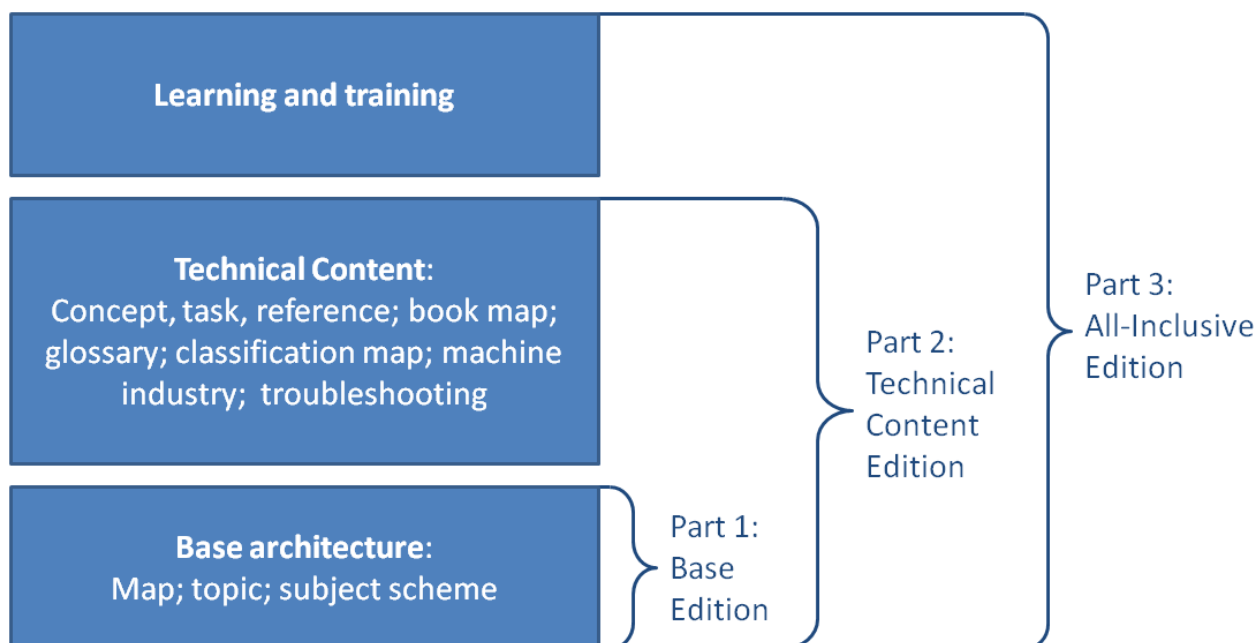 Learning and training
Technical Content:
Concept, task, reference; book map;
glossary; classification map; machine
industry;  troubleshooting
Base architecture:
Map; topic; subject scheme
Part 1:
Base
Edition
Part 2:
Technical
Content
Edition
Part 3:
All-Inclusive
Edition